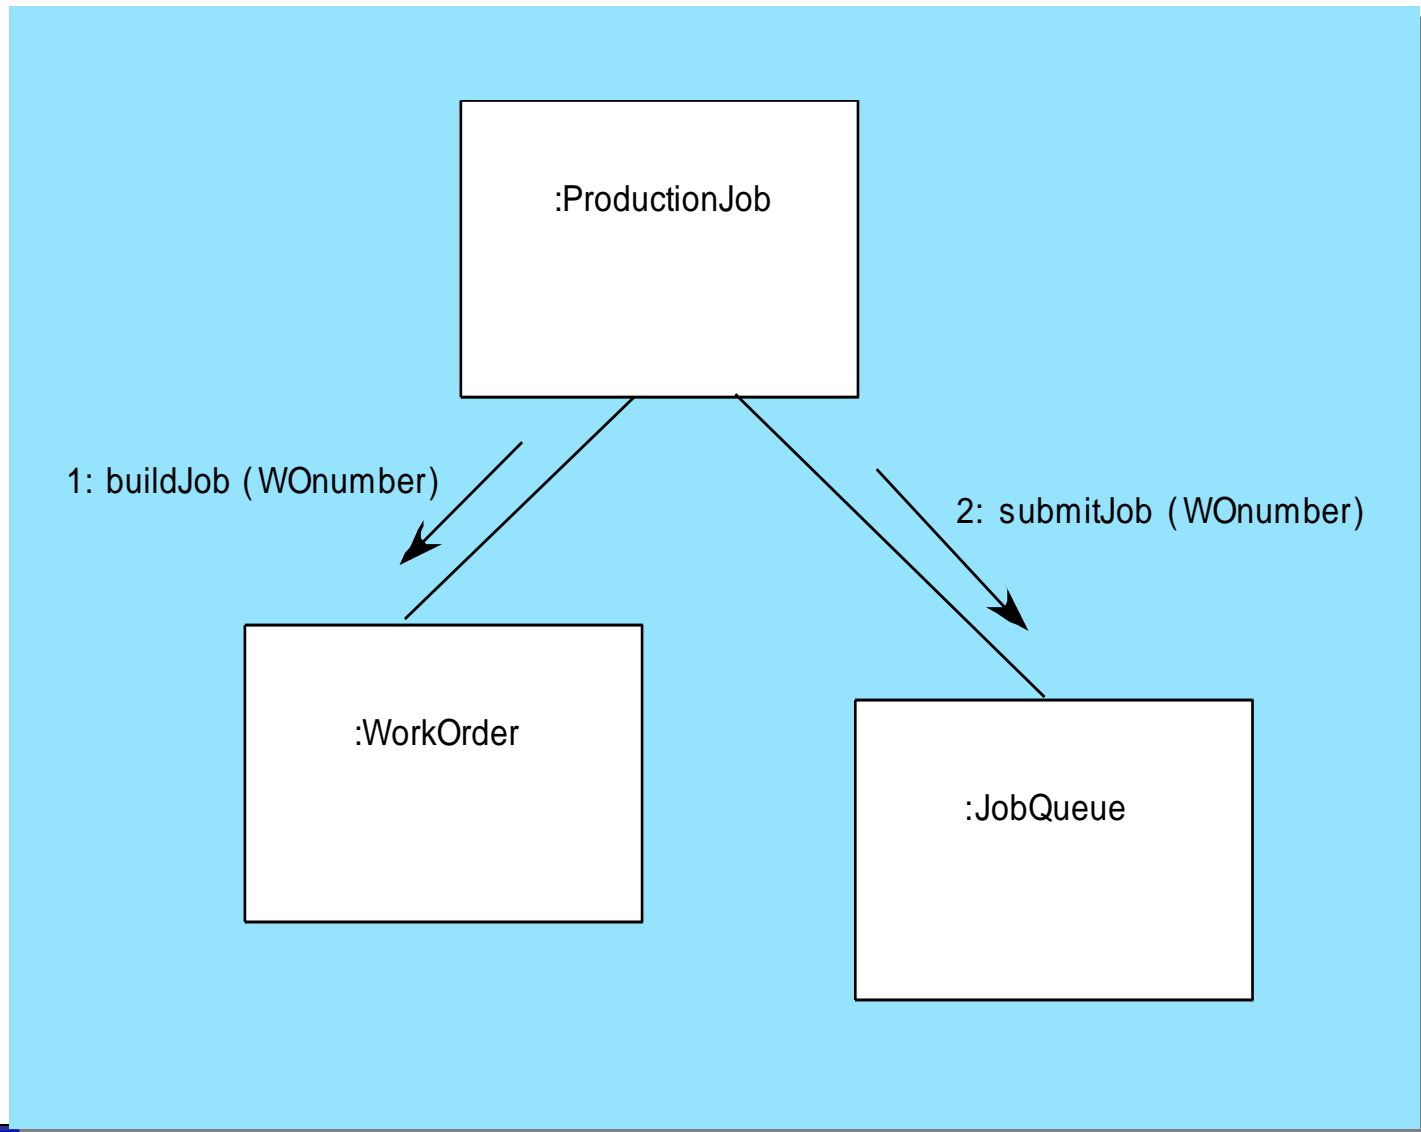 :ProductionJob
1: buildJob (WOnumber)
2: submitJob (WOnumber)
:WorkOrder
:JobQueue